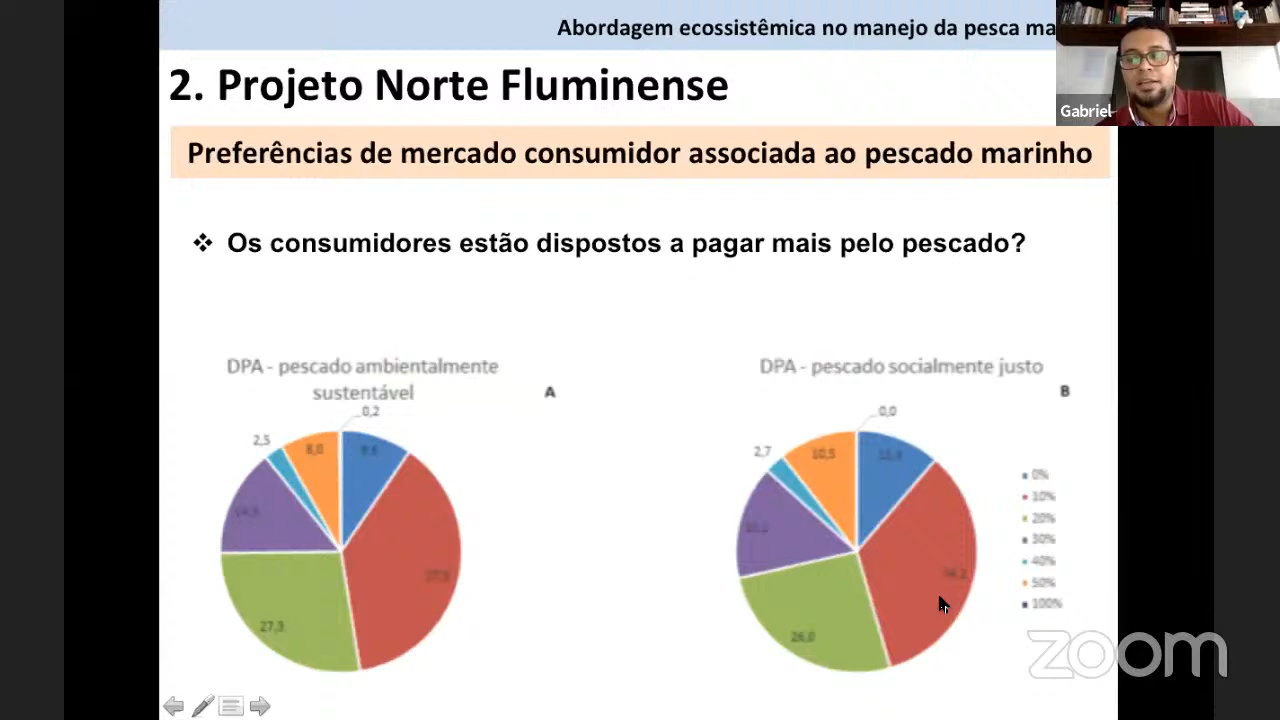 Abordagem ecossistêmica no manejo da pesca ma
2. Projeto Norte Fluminense
Gabriel
Preferências de mercado consumidor associada ao pescado marinho
Os consumidores estão dispostos a pagar mais pelo pescado?
DPA - pescado ambientalmente
sustentável
A
0,2
2,5
8,0
27,3
DPA - pescado socialmente justo
B
0,0
2,7
10,5
26,0
0%
10%
20%
30%
40%
50%
100%
zoom